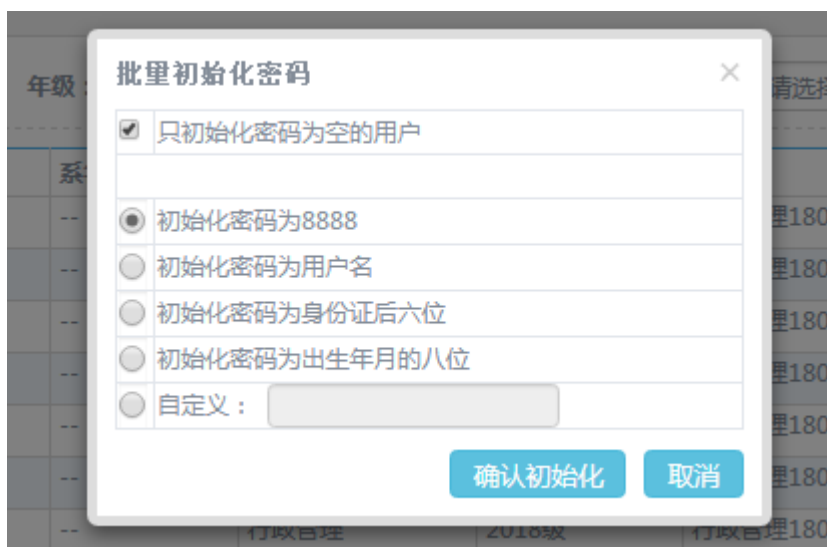 批量初始化密码 ×
年级：
请选择
只初始化密码为空的用户
系
-- 初始化密码为8888 理180
-- 初始化密码为用户名 理180
-- 初始化密码为身份证后六位 理180
-- 初始化密码为出生年月的八位 理180
-- 自定义： 理180
-- 确认初始化 取消 理180
-- 行政管理 2018级 行政管理180